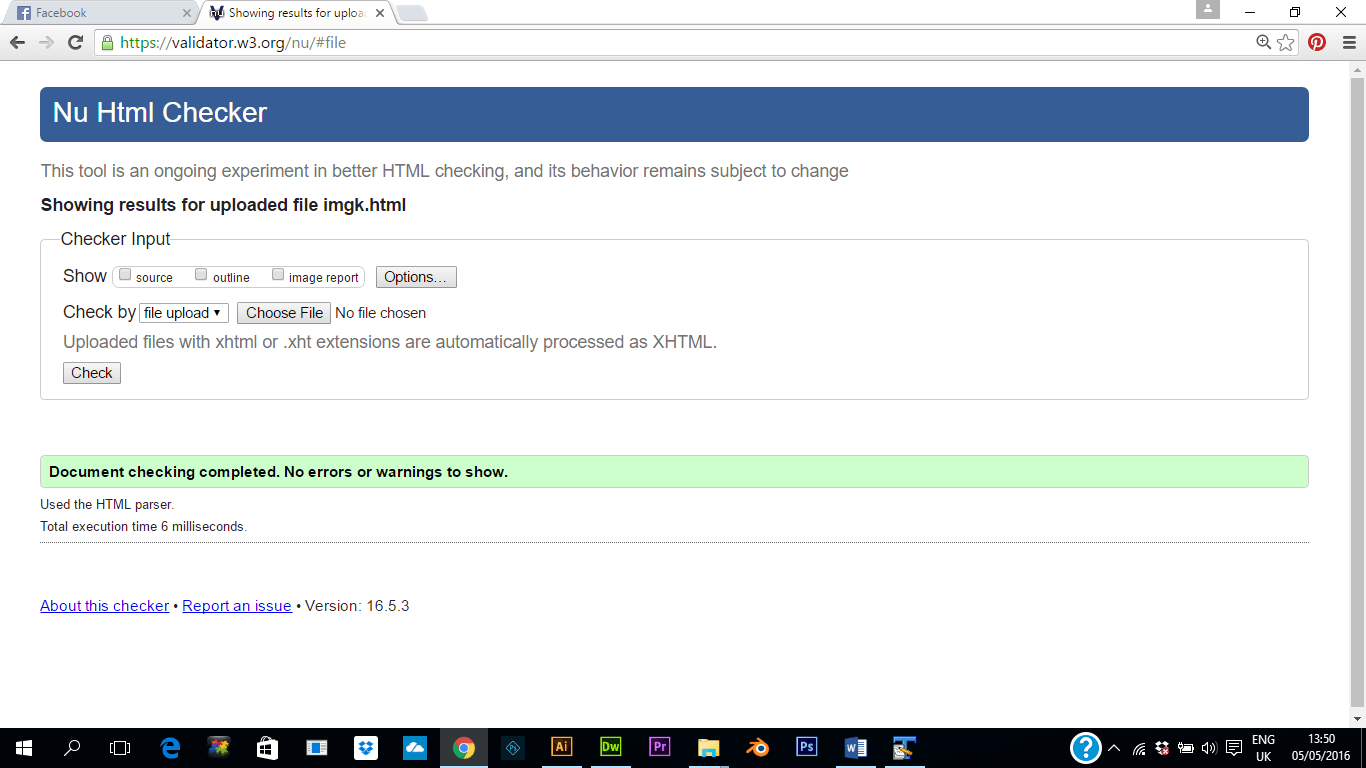 Facebook
Showing results for uploa
https://validator.w3.org/nu/#file
Nu Html Checker
This tool is an ongoing experiment in better HTML checking, and its behavior remains subject to change
Showing results for uploaded file imgk.html
Checker Input
Show source outline image report Options...
Check by file upload Choose File No file chosen
Uploaded files with xhtml or .xht extensions are automatically processed as XHTML.
Check
Document checking completed. No errors or warnings to show.
Used the HTML parser.
Total execution time 6 milliseconds.
About this checker • Report an issue • Version: 16.5.3
Ai Dw Pr Ps
ENG 13:50
UK 05/05/2016